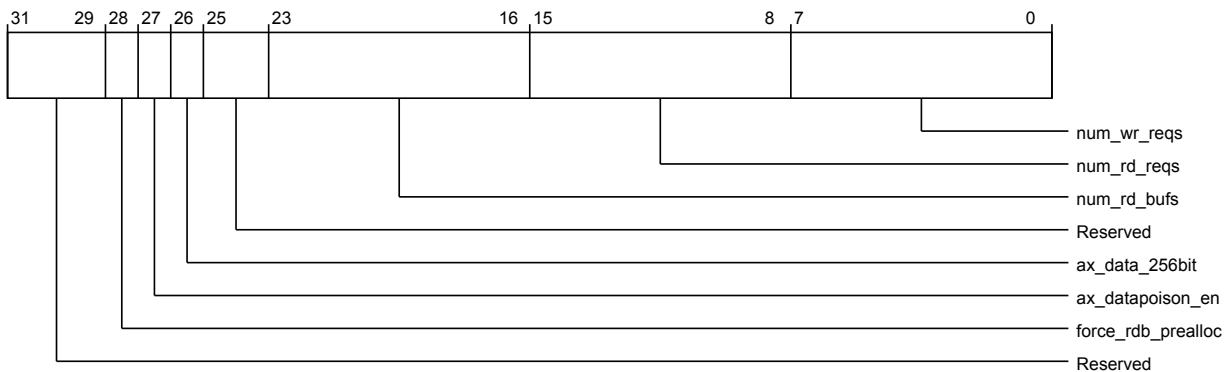 31 29 28 27 26 25 23 16 15 8 7 0
num_wr_reqs
num_rd_reqs
num_rd_bufs
Reserved
ax_data_256bit
ax_datapoison_en
force_rdb_prealloc
Reserved